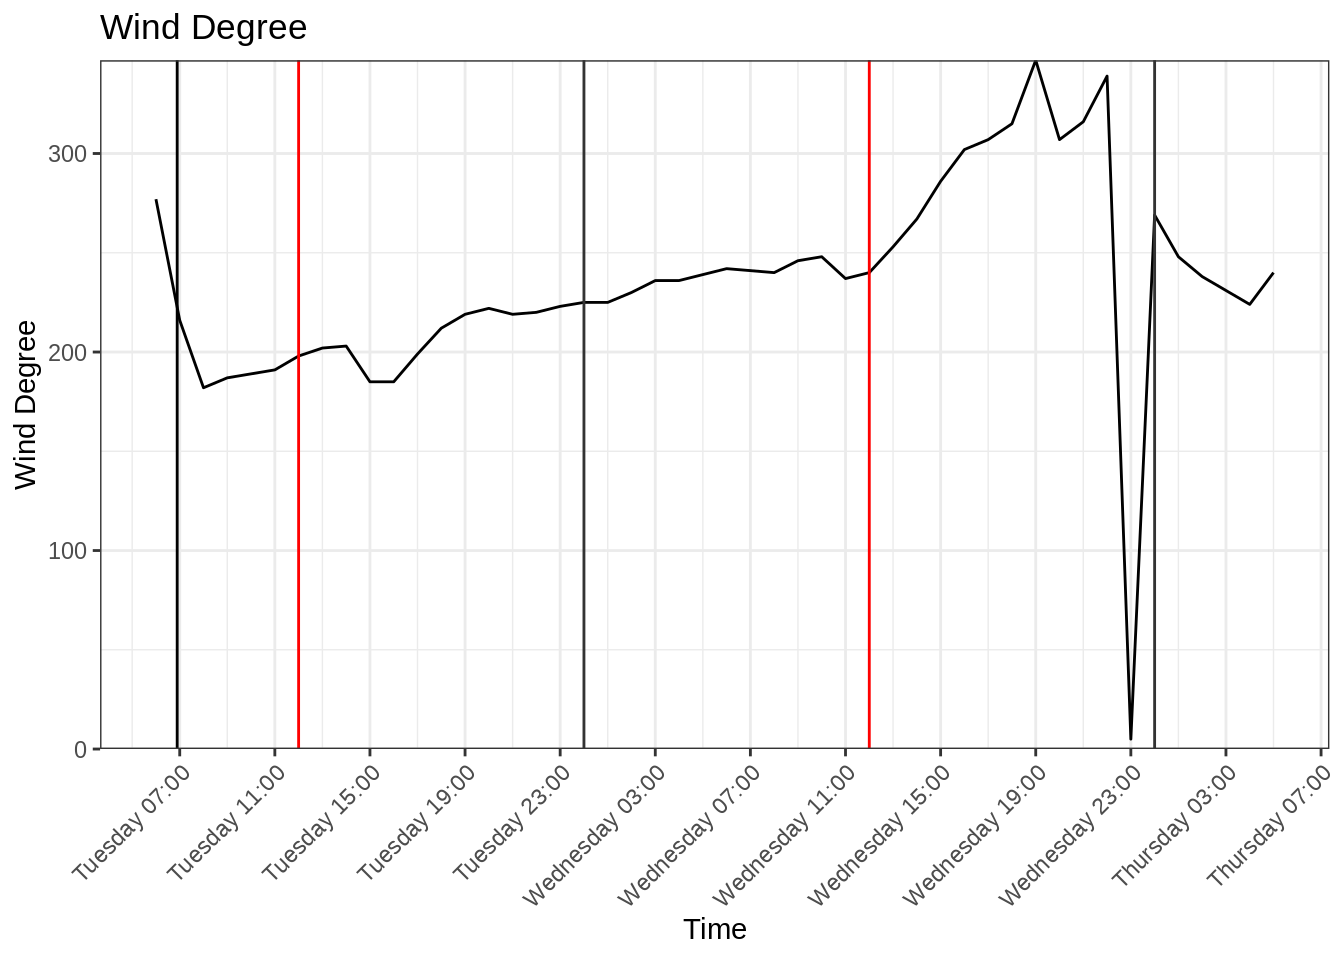 Wind Degree
Wind Degree
300
200
100
0
Tuesday 07:00
Tuesday 11:00
Tuesday 15:00
Tuesday 19:00
Tuesday 23:00
Wednesday 03:00
Wednesday 07:00
Wednesday 11:00
Wednesday 15:00
Wednesday 19:00
Wednesday 23:00
Thursday 03:00
Thursday 07:00
Time